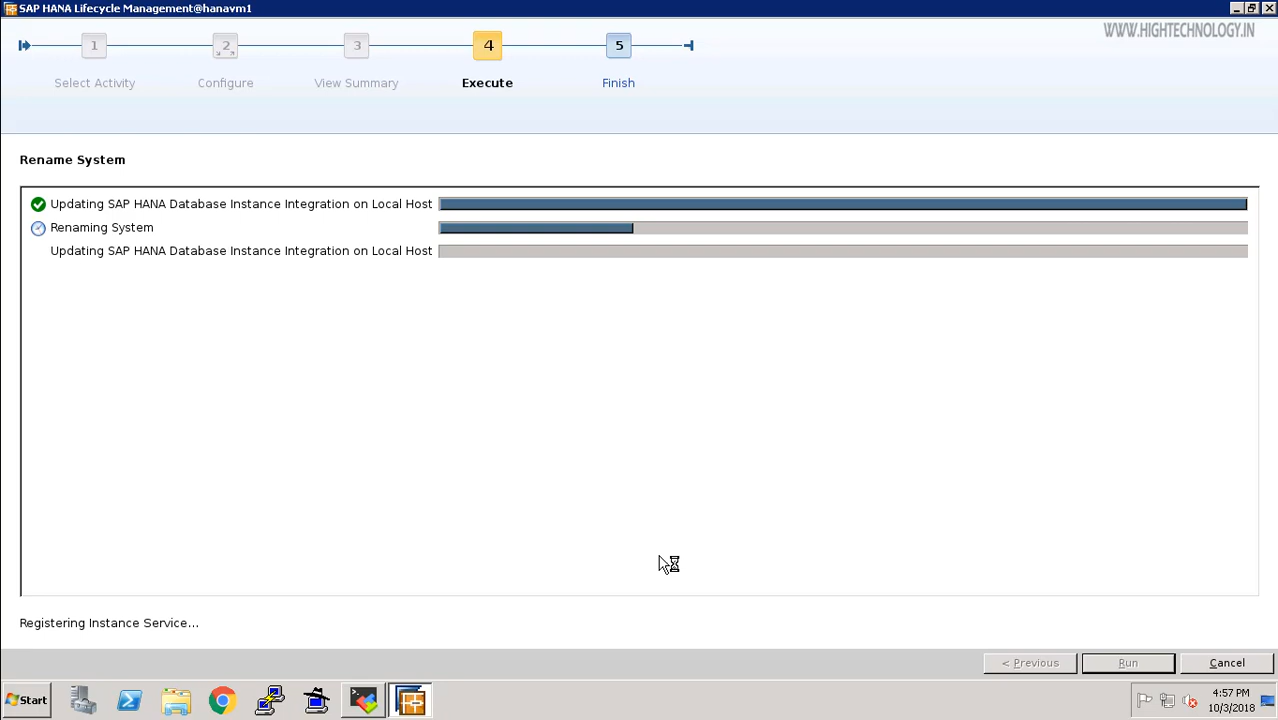 SAP HANA Lifecycle Management@hanavm1
WWW.HIGHTECHNOLOGY.IN
1 2 3 4 5
Select Activity Configure View Summary Execute Finish
Rename System
Updating SAP HANA Database Instance Integration on Local Host
Renaming System
Updating SAP HANA Database Instance Integration on Local Host
Registering Instance Service...
< Previous Run Cancel
Start
4:57 PM
10/3/2018